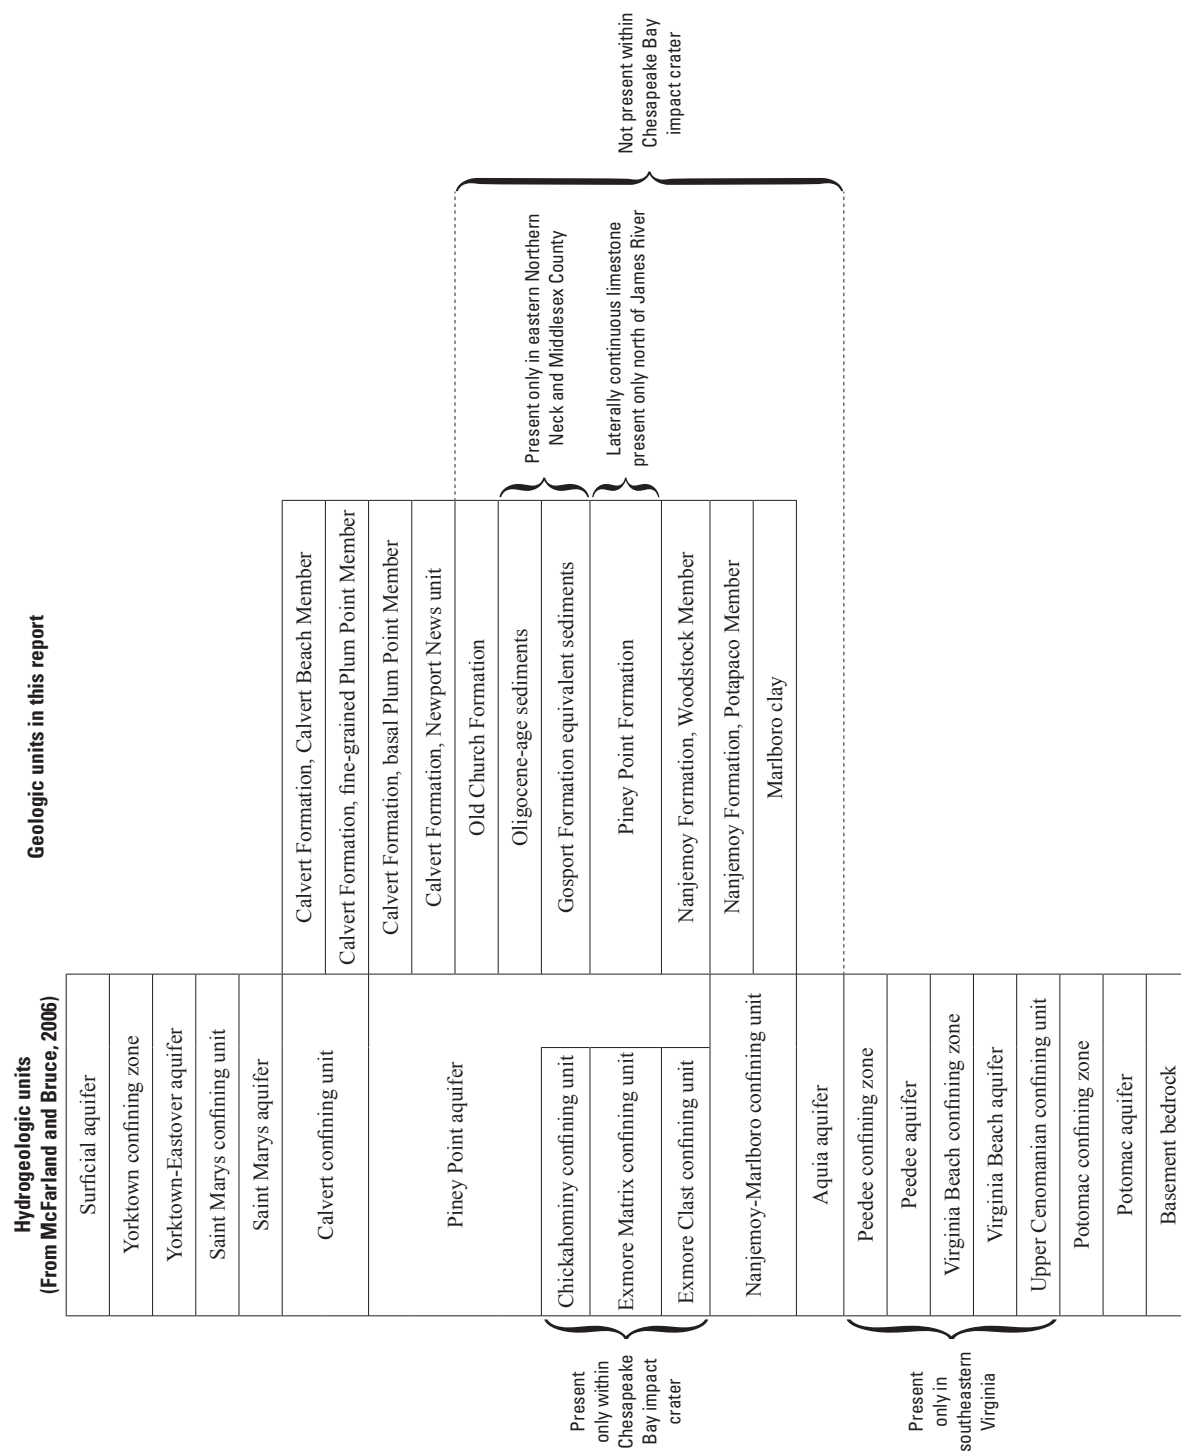 Hydrogeologic units
(From McFarland and Bruce, 2006)
Geologic units in this report
Surficial aquifer
Yorktown confining zone
Yorktown-Eastover aquifer
Saint Marys confining unit
Saint Marys aquifer
Calvert confining unit
Piney Point aquifer
Chickahominy confining unit
Exmore Matrix confining unit
Exmore Clast confining unit
Nanjemoy-Marlboro confining unit
Aquia aquifer
Peedee confining zone
Peedee aquifer
Virginia Beach confining zone
Virginia Beach aquifer
Upper Cenomanian confining unit
Potomac confining zone
Potomac aquifer
Basement bedrock
Present
only within
Chesapeake
Bay impact
crater
Present
only in
southeastern
Virginia
Calvert Formation, Calvert Beach Member
Calvert Formation, fine-grained Plum Point Member
Calvert Formation, basal Plum Point Member
Calvert Formation, Newport News unit
Old Church Formation
Oligocene-age sediments
Gosport Formation equivalent sediments
Piney Point Formation
Nanjemoy Formation, Woodstock Member
Nanjemoy Formation, Potapaco Member
Marlboro clay
Present only in eastern Northern
Neck and Middlesex County
Laterally continuous limestone
present only north of James River
Not present within
Chesapeake Bay
impact crater